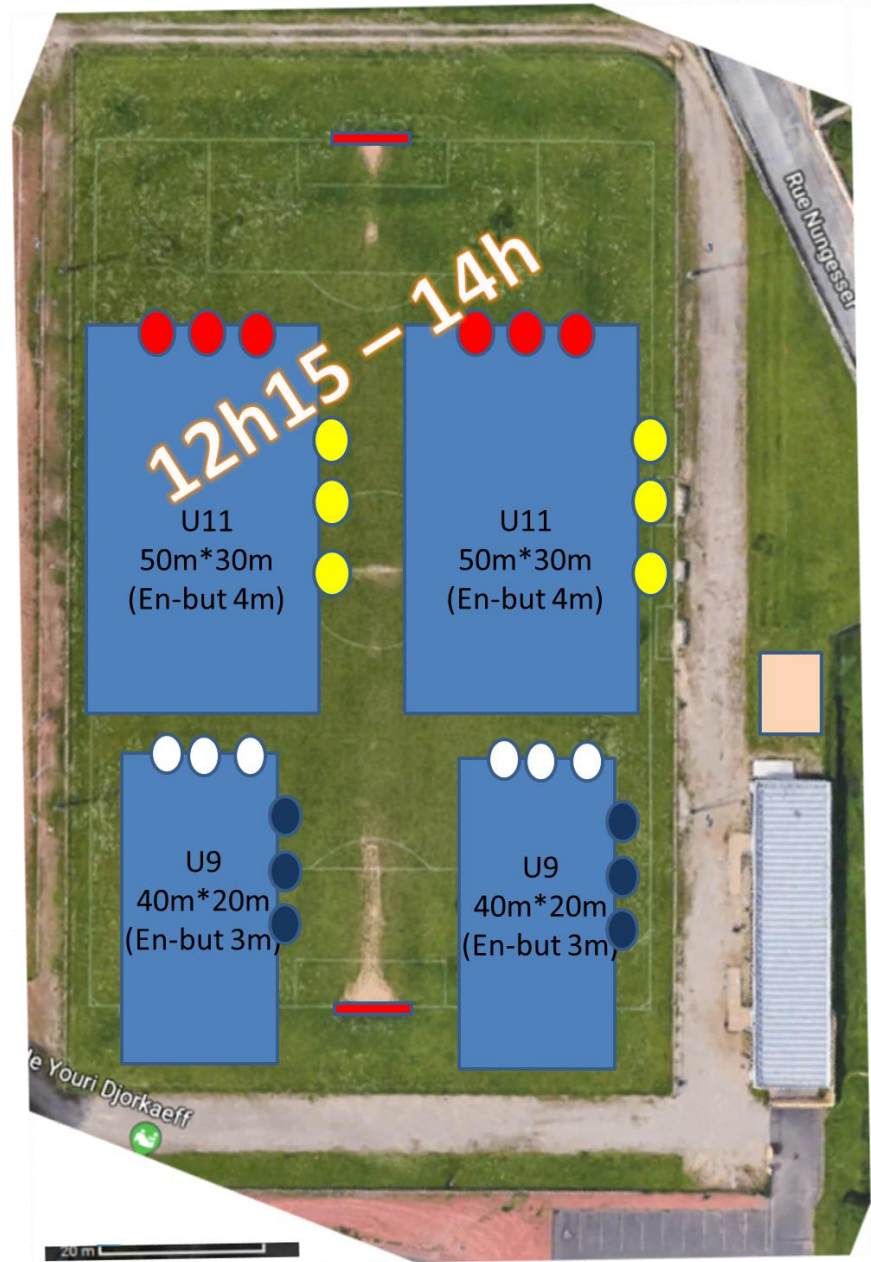 Rue Nungesser
12h15 – 14h
U11
50m*30m
(En-but 4m)
U11
50m*30m
(En-but 4m)
U9
40m*20m
(En-but 3m)
U9
40m*20m
(En-but 3m)
le Youri Djorkaeff
20 m